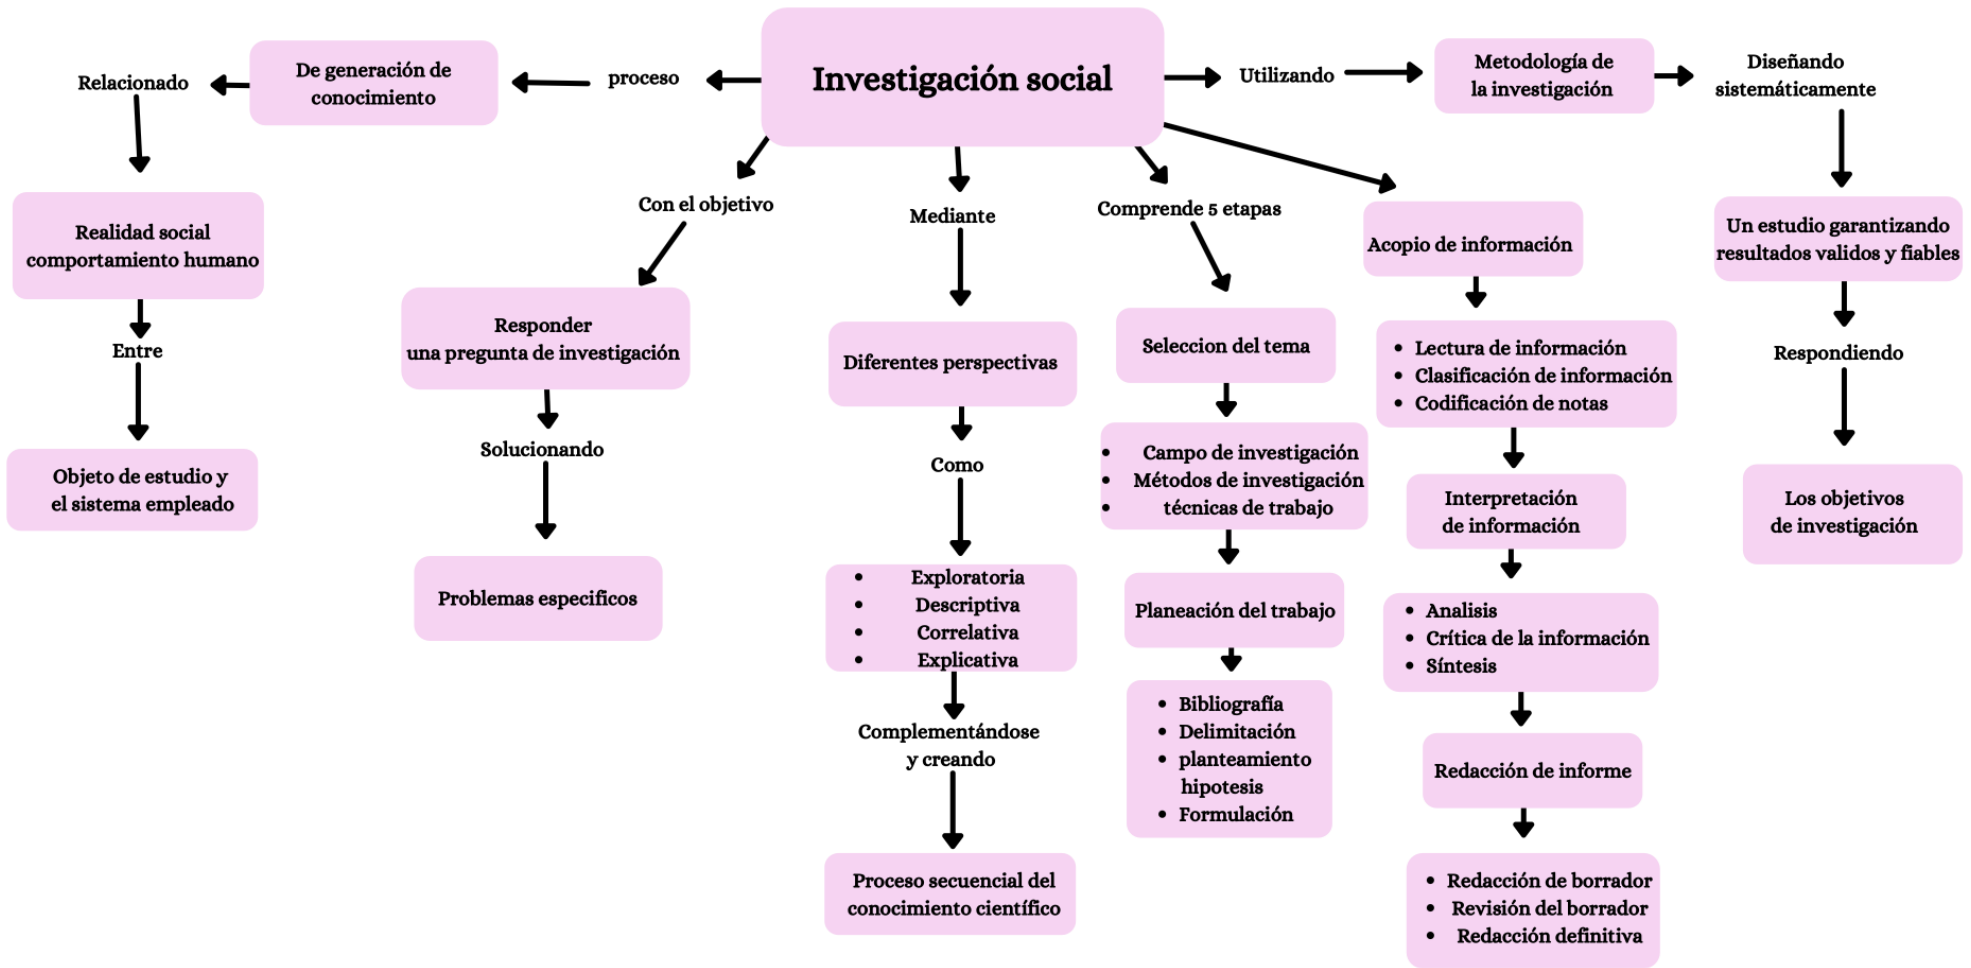 Investigación social
proceso
De generación de
conocimiento
Relacionado
Realidad social
comportamiento humano
Entre
Objeto de estudio y
el sistema empleado
Con el objetivo
Responder
una pregunta de investigación
Solucionando
Problemas especificos
Mediante
Diferentes perspectivas
Como
• Exploratoria
• Descriptiva
• Correlativa
• Explicativa
Complementándose
y creando
Proceso secuencial del
conocimiento científico
Comprende 5 etapas
Seleccion del tema
• Campo de investigación
• Métodos de investigación
• técnicas de trabajo
Planeación del trabajo
• Bibliografía
• Delimitación
• planteamiento
hipotesis
• Formulación
Acopio de información
• Lectura de información
• Clasificación de información
• Codificación de notas
Interpretación
de información
• Analisis
• Crítica de la información
• Síntesis
Redacción de informe
• Redacción de borrador
• Revisión del borrador
• Redacción definitiva
Utilizando
Metodología de
la investigación
Diseñando
sistemáticamente
Un estudio garantizando
resultados validos y fiables
Respondiendo
Los objetivos
de investigación